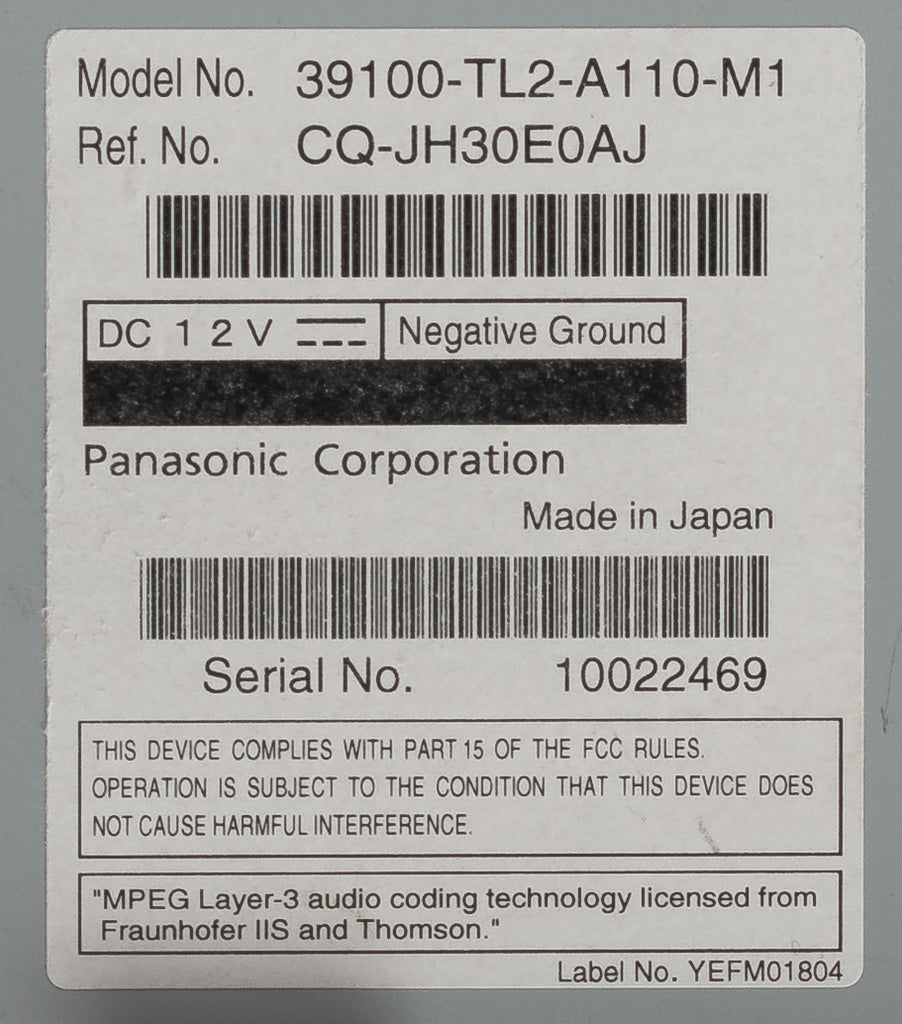 Model No. 39100-TL2-A110-M1
Ref. No. CQ-JH30E0AJ
DC 12V Negative Ground
Panasonic Corporation
Made in Japan
Serial No. 10022469
THIS DEVICE COMPLIES WITH PART 15 OF THE FCC RULES.
OPERATION IS SUBJECT TO THE CONDITION THAT THIS DEVICE DOES
NOT CAUSE HARMFUL INTERFERENCE.
"MPEG Layer-3 audio coding technology licensed from
Fraunhofer IIS and Thomson."
Label No. YEFM01804